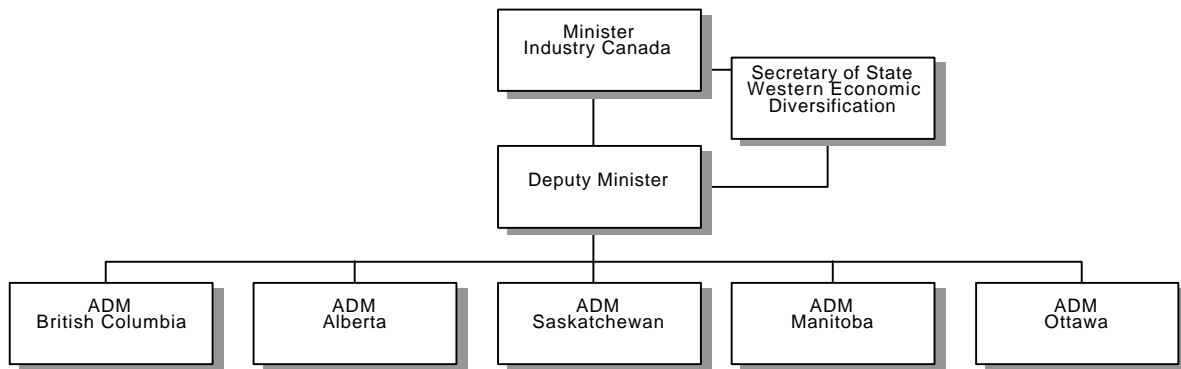 Minister
Industry Canada
Secretary of State
Western Economic
Diversification
Deputy Minister
ADM
British Columbia
ADM
Alberta
ADM
Saskatchewan
ADM
Manitoba
ADM
Ottawa